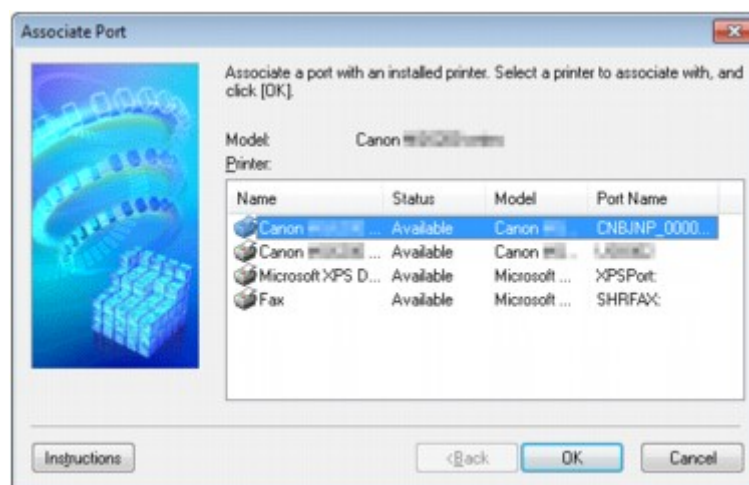 Associate Port
Associate a port with an installed printer. Select a printer to associate with, and
click [OK].
Model: Canon
Printer:
Name Status Model Port Name
Canon ... Available Canon CNBJNP_0000...
Canon ... Available Canon
Microsoft XPS D... Available Microsoft ... XPSPort:
Fax Available Microsoft ... SHRFAX:
Instructions <Back OK Cancel